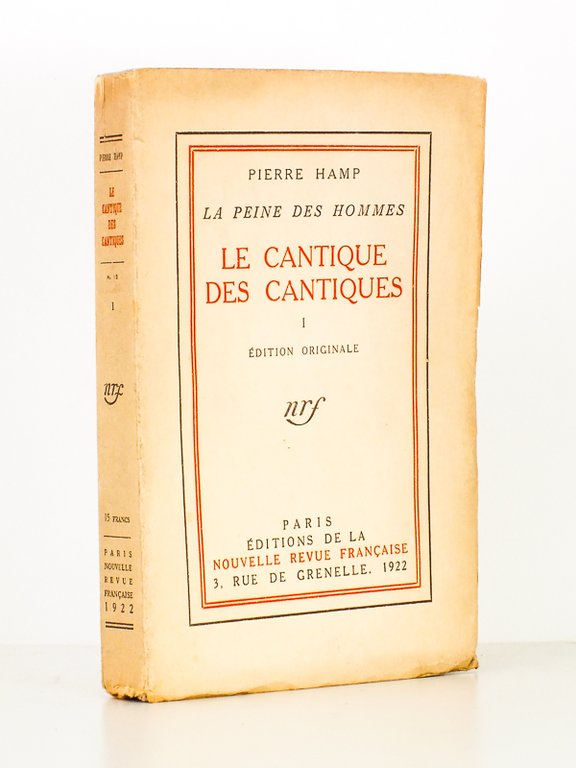 PIERRE HAMP
LA PEINE DES HOMMES
LE CANTIQUE
DES CANTIQUES
I
ÉDITION ORIGINALE
nrf
PARIS
ÉDITIONS DE LA
NOUVELLE REVUE FRANÇAISE
3, RUE DE GRENELLE. 1922
PIERRE HAMP
LE
CANTIQUE
DES
CANTIQUES
I
nrf
15 FRANCS
PARIS
NOUVELLE
REVUE
FRANÇAISE
1922